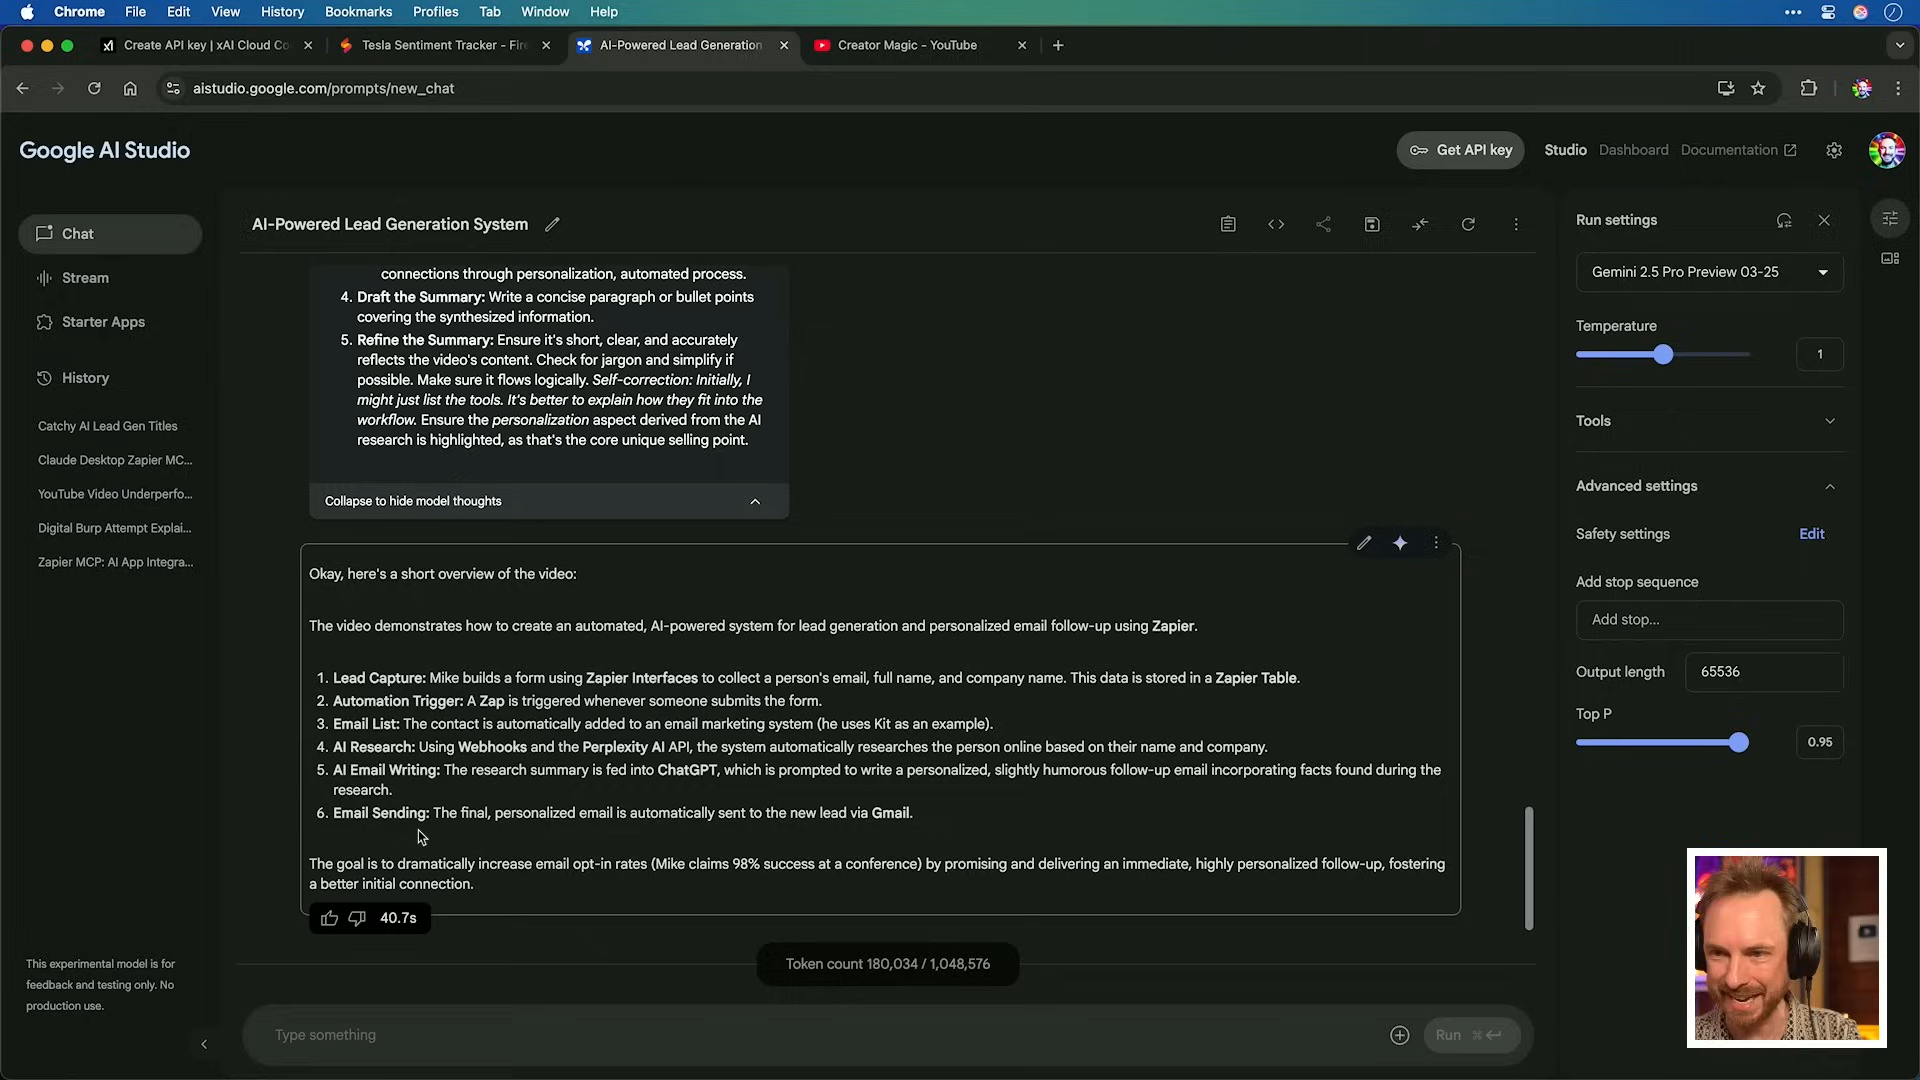 Chrome File Edit View History Bookmarks Profiles Tab Window Help
Create API key | xAI Cloud Co
Tesla Sentiment Tracker - Fire
AI-Powered Lead Generation
Creator Magic - YouTube
aistudio.google.com/prompts/new_chat
Google AI Studio
Get API key
Studio
Dashboard
Documentation
Chat
Stream
Starter Apps
History
Catchy AI Lead Gen Titles
Claude Desktop Zapier MC...
YouTube Video Underperfo...
Digital Burp Attempt Explai...
Zapier MCP: AI App Integra...
This experimental model is for
feedback and testing only. No
production use.
AI-Powered Lead Generation System
connections through personalization, automated process.
4. Draft the Summary: Write a concise paragraph or bullet points
covering the synthesized information.
5. Refine the Summary: Ensure it's short, clear, and accurately
reflects the video's content. Check for jargon and simplify if
possible. Make sure it flows logically. Self-correction: Initially, I
might just list the tools. It's better to explain how they fit into the
workflow. Ensure the personalization aspect derived from the AI
research is highlighted, as that's the core unique selling point.
Collapse to hide model thoughts
Okay, here's a short overview of the video:
The video demonstrates how to create an automated, AI-powered system for lead generation and personalized email follow-up using Zapier.
1. Lead Capture: Mike builds a form using Zapier Interfaces to collect a person's email, full name, and company name. This data is stored in a Zapier Table.
2. Automation Trigger: A Zap is triggered whenever someone submits the form.
3. Email List: The contact is automatically added to an email marketing system (he uses Kit as an example).
4. AI Research: Using Webhooks and the Perplexity AI API, the system automatically researches the person online based on their name and company.
5. AI Email Writing: The research summary is fed into ChatGPT, which is prompted to write a personalized, slightly humorous follow-up email incorporating facts found during the
research.
6. Email Sending: The final, personalized email is automatically sent to the new lead via Gmail.
The goal is to dramatically increase email opt-in rates (Mike claims 98% success at a conference) by promising and delivering an immediate, highly personalized follow-up, fostering
a better initial connection.
40.7s
Token count 180,034 / 1,048,576
Type something
Run ⌘↵
Run settings
Gemini 2.5 Pro Preview 03-25
Temperature
1
Tools
Advanced settings
Safety settings
Edit
Add stop sequence
Add stop...
Output length
65536
Top P
0.95